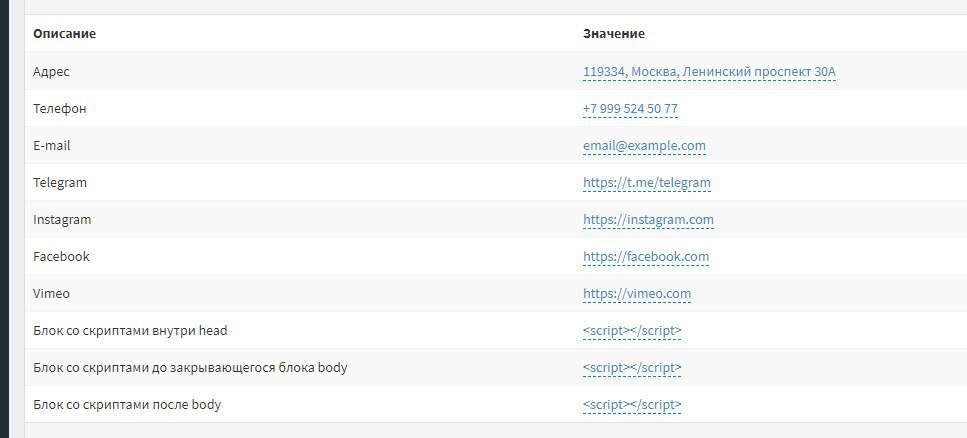 Описание Значение
Адрес 119334, Москва, Ленинский проспект 30А
Телефон +7 999 524 50 77
E-mail email@example.com
Telegram https://t.me/telegram
Instagram https://instagram.com
Facebook https://facebook.com
Vimeo https://vimeo.com
Блок со скриптами внутри head <script></script>
Блок со скриптами до закрывающегося блока body <script></script>
Блок со скриптами после body <script></script>